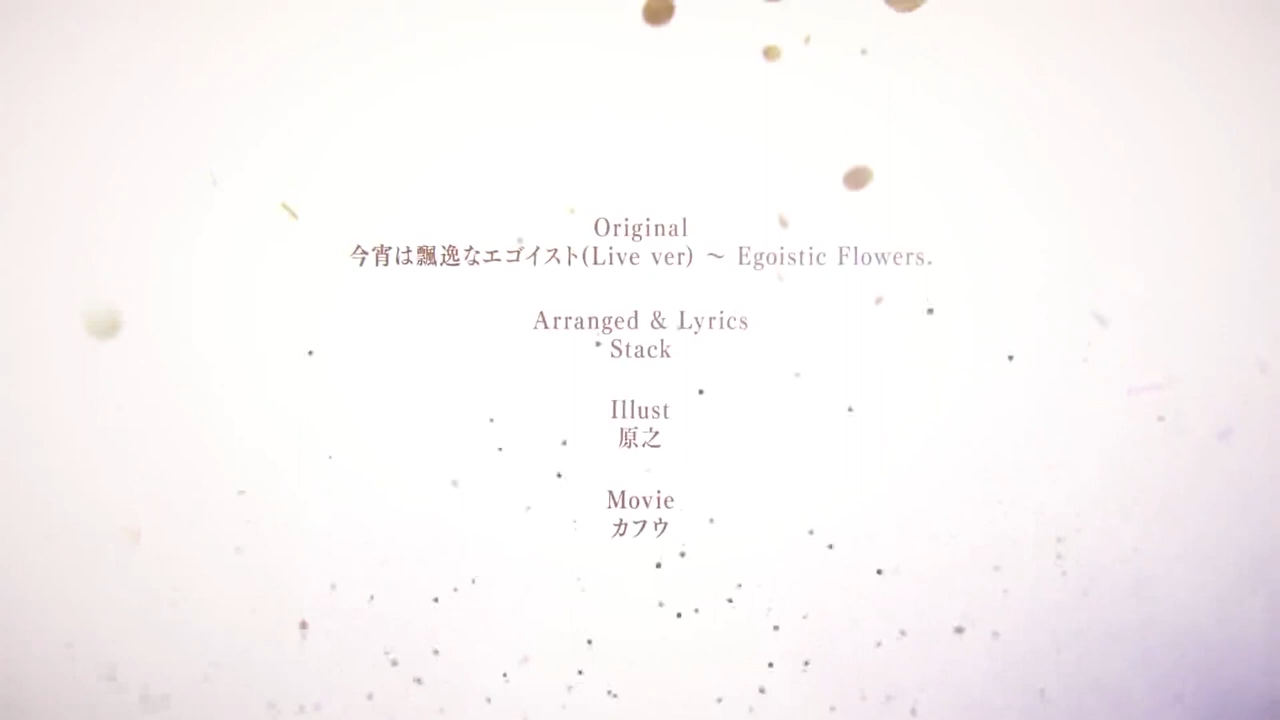 Original
今宵は飄逸なエゴイスト(Live ver) ～ Egoistic Flowers.
Arranged & Lyrics
Stack
Illust
原之
Movie
カフウ